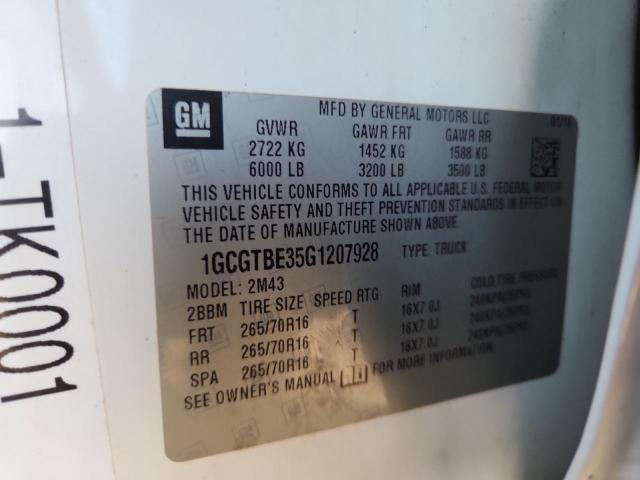 1-TK0001
GM
MFD BY GENERAL MOTORS LLC
GVWR GAWR FRT GAWR RR
2722 KG 1452 KG 1588 KG
6000 LB 3200 LB 3500 LB
THIS VEHICLE CONFORMS TO ALL APPLICABLE U.S. FEDERAL MOTOR
VEHICLE SAFETY AND THEFT PREVENTION STANDARDS IN EFFECT ON
THE DATE OF MANUFACTURE SHOWN ABOVE.
1GCGTBE35G1207928 TYPE: TRUCK
MODEL: 2M43
2BBM TIRE SIZE SPEED RTG RIM COLD TIRE PRESSURE
FRT 265/70R16 T 16X7.0J
RR 265/70R16 T 16X7.0J
SPA 265/70R16 T 16X7.0J
SEE OWNER'S MANUAL FOR MORE INFORMATION.